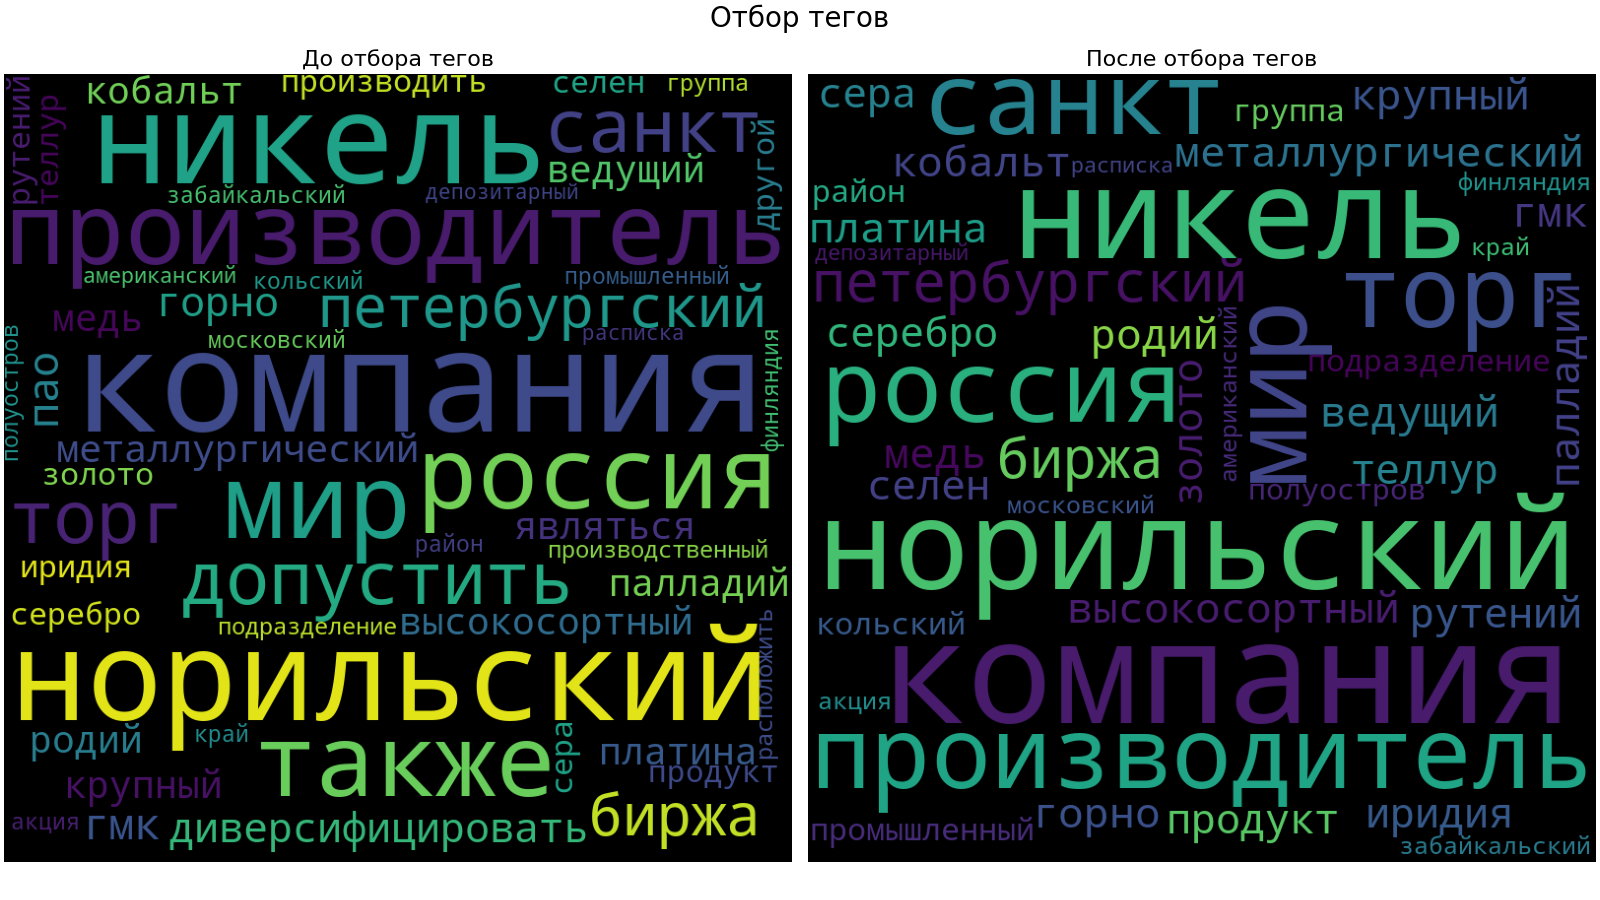 Отбор тегов
До отбора тегов
кобальт производить селен группа
рутений теллур никель санкт
ведущий другой
забайкальский депозитарный
производитель
американский кольский промышленный
медь горно петербургский
московский расписка
полуостров пао компания финляндия
металлургический
золото россия
торг мир являться
район производственный
иридия допустить палладий
серебро
подразделение высокосортный
норильский расположить
родий край также сера платина
крупный продукт
акция гмк диверсифицировать биржа
После отбора тегов
сера санкт группа крупный
кобальт расписка металлургический
район никель финляндия
платина гмк
депозитарный край
петербургский торг
серебро родий мир палладий
россия золото американский подразделение
ведущий
медь биржа теллур
селен полуостров
московский
норильский
кольский высокосортный рутений
акция компания
производитель
промышленный горно продукт иридия
забайкальский